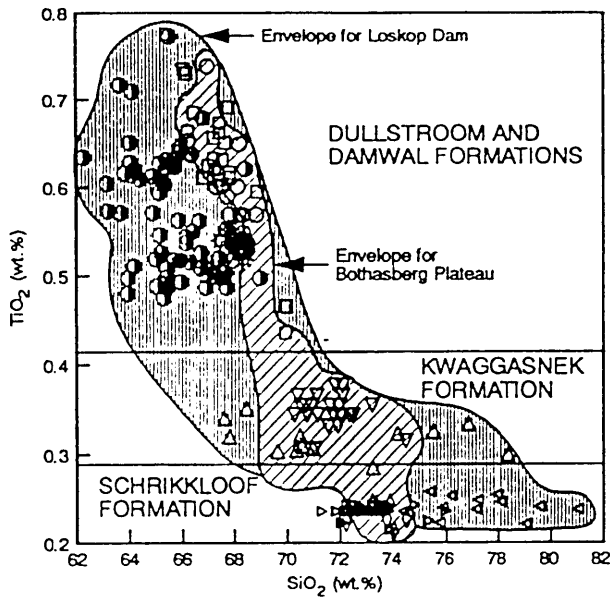 0.8
0.7
0.6
0.5
0.4
0.3
0.2
TiO2 (wt.%)
Envelope for Loskop Dam
DULLSTROOM AND
DAMWAL FORMATIONS
Envelope for
Bothasberg Plateau
KWAGGASNEK
FORMATION
SCHRIKKLOOF
FORMATION
62 64 66 68 70 72 74 76 78 80 82
SiO2 (wt.%)